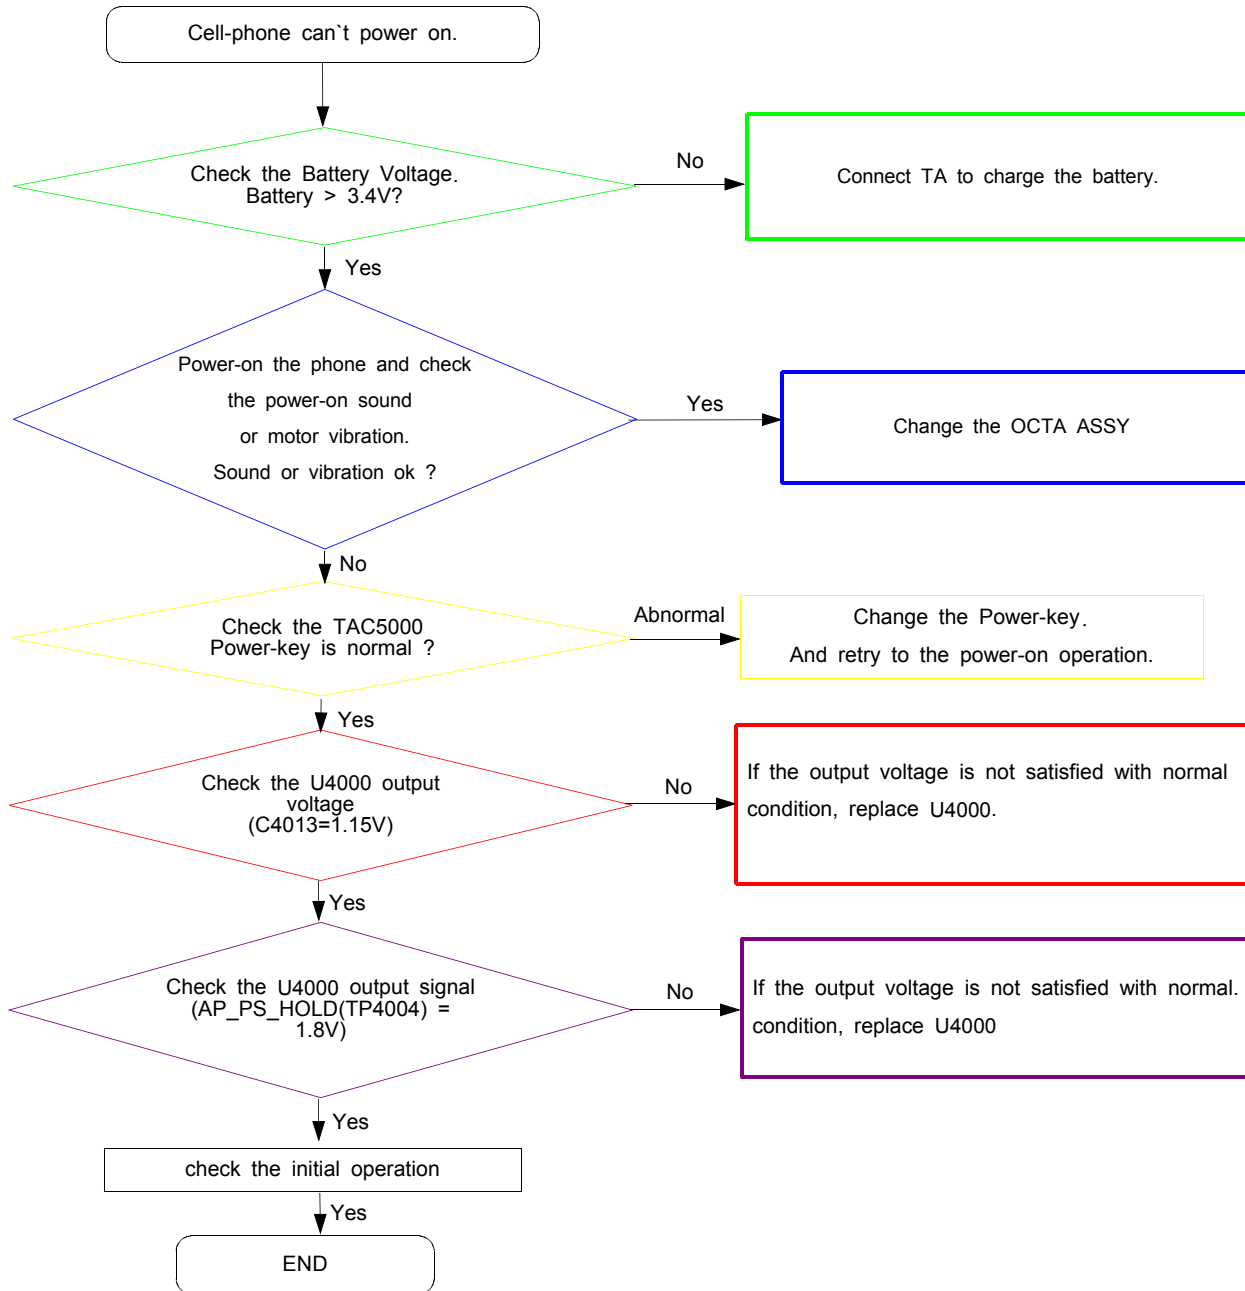 Cell-phone can`t power on.
Check the Battery Voltage.
Battery > 3.4V?
No
Connect TA to charge the battery.
Yes
Power-on the phone and check
the power-on sound
or motor vibration.
Sound or vibration ok ?
Yes
Change the OCTA ASSY
No
Check the TAC5000
Power-key is normal ?
Abnormal
Change the Power-key.
And retry to the power-on operation.
Yes
Check the U4000 output
voltage
(C4013=1.15V)
No
If the output voltage is not satisfied with normal
condition, replace U4000.
Yes
Check the U4000 output signal
(AP_PS_HOLD(TP4004) =
1.8V)
No
If the output voltage is not satisfied with normal.
condition, replace U4000
Yes
check the initial operation
Yes
END